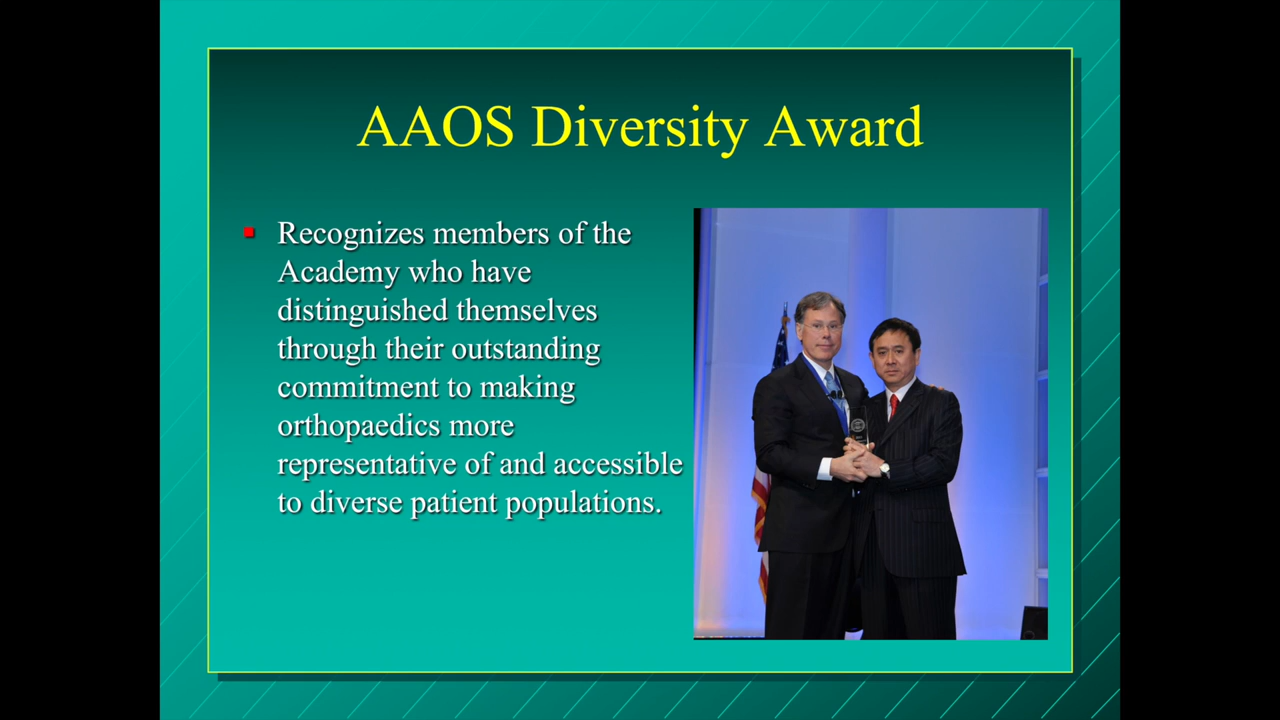 AAOS Diversity Award
Recognizes members of the
Academy who have
distinguished themselves
through their outstanding
commitment to making
orthopaedics more
representative of and accessible
to diverse patient populations.